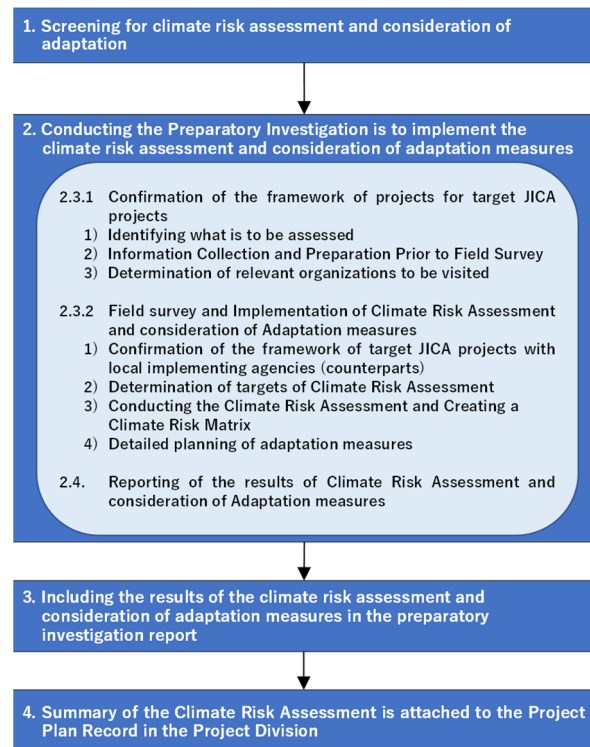 1. Screening for climate risk assessment and consideration of
adaptation
2. Conducting the Preparatory Investigation is to implement the
climate risk assessment and consideration of adaptation measures
2.3.1 Confirmation of the framework of projects for target JICA
projects
1) Identifying what is to be assessed
2) Information Collection and Preparation Prior to Field Survey
3) Determination of relevant organizations to be visited
2.3.2 Field survey and Implementation of Climate Risk Assessment
and consideration of Adaptation measures
1) Confirmation of the framework of target JICA projects with
local implementing agencies (counterparts)
2) Determination of targets of Climate Risk Assessment
3) Conducting the Climate Risk Assessment and Creating a
Climate Risk Matrix
4) Detailed planning of adaptation measures
2.4. Reporting of the results of Climate Risk Assessment and
consideration of Adaptation measures
3. Including the results of the climate risk assessment and
consideration of adaptation measures in the preparatory
investigation report
4. Summary of the Climate Risk Assessment is attached to the Project
Plan Record in the Project Division